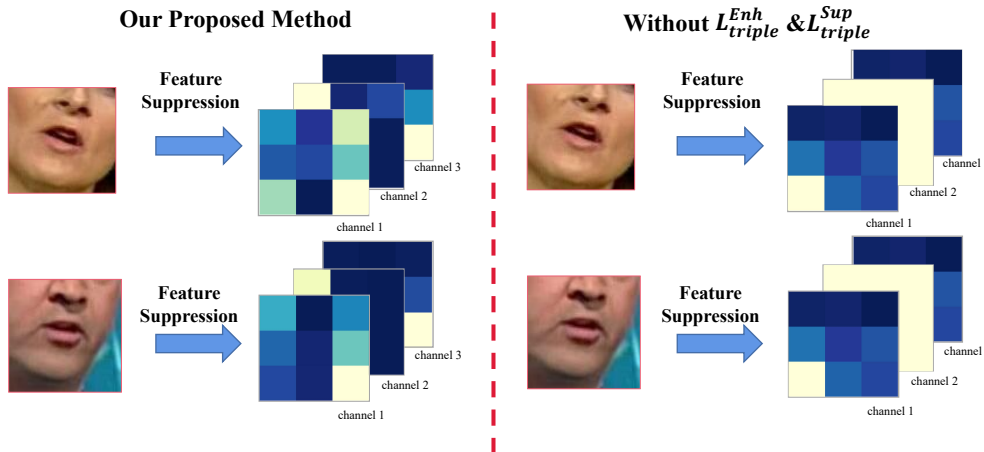 Our Proposed Method
Feature
Suppression
channel 3
channel 2
channel 1
Feature
Suppression
channel 3
channel 2
channel 1
Without L_{triple}^{Enh} & L_{triple}^{Sup}
Feature
Suppression
channel
channel 2
channel 1
Feature
Suppression
channel
channel 2
channel 1